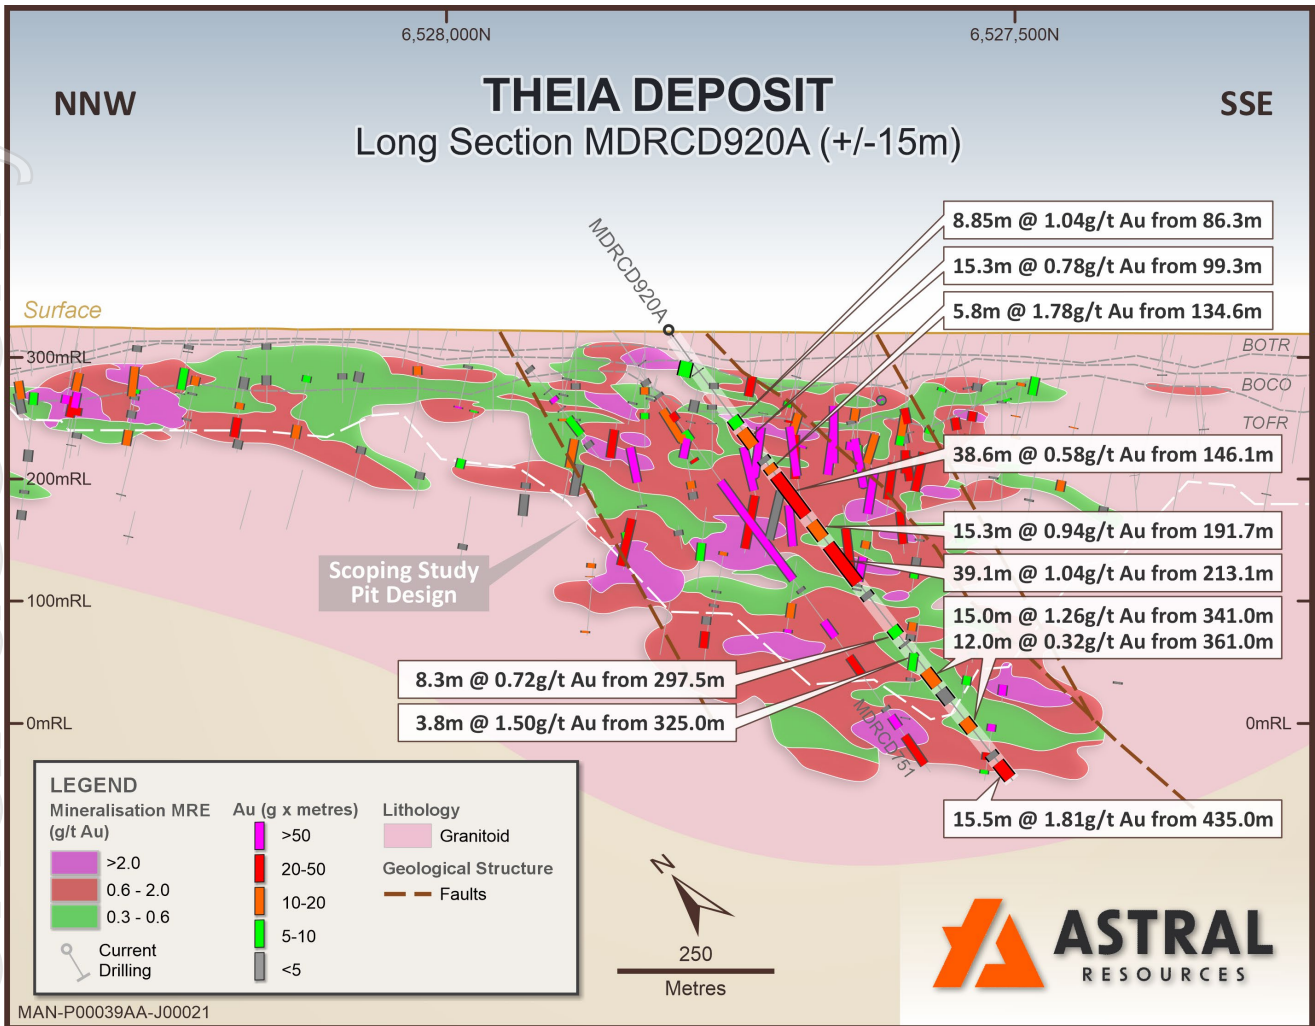 6,528,000N
6,527,500N
NNW
THEIA DEPOSIT
SSE
Long Section MDRCD920A (+/-15m)
MDRCD920A
8.85m @ 1.04g/t Au from 86.3m
15.3m @ 0.78g/t Au from 99.3m
5.8m @ 1.78g/t Au from 134.6m
Surface
BOTR
300mRL
BOCO
TOFR
38.6m @ 0.58g/t Au from 146.1m
200mRL
15.3m @ 0.94g/t Au from 191.7m
Scoping Study
Pit Design
39.1m @ 1.04g/t Au from 213.1m
100mRL
15.0m @ 1.26g/t Au from 341.0m
12.0m @ 0.32g/t Au from 361.0m
8.3m @ 0.72g/t Au from 297.5m
3.8m @ 1.50g/t Au from 325.0m
0mRL
0mRL
MDRCD751
15.5m @ 1.81g/t Au from 435.0m
LEGEND
Mineralisation MRE
(g/t Au)
>2.0
0.6 - 2.0
0.3 - 0.6
Current
Drilling
Au (g x metres)
>50
20-50
10-20
5-10
<5
Lithology
Granitoid
Geological Structure
Faults
N
250
Metres
ASTRAL
RESOURCES
MAN-P00039AA-J00021